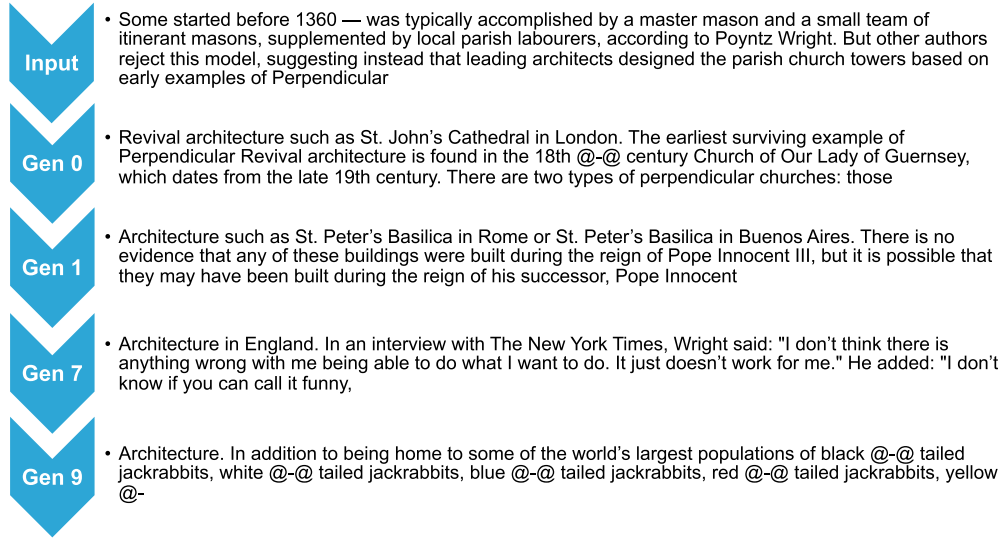 Input
• Some started before 1360 — was typically accomplished by a master mason and a small team of
itinerant masons, supplemented by local parish labourers, according to Poyntz Wright. But other authors
reject this model, suggesting instead that leading architects designed the parish church towers based on
early examples of Perpendicular
Gen 0
• Revival architecture such as St. John’s Cathedral in London. The earliest surviving example of
Perpendicular Revival architecture is found in the 18th @-@ century Church of Our Lady of Guernsey,
which dates from the late 19th century. There are two types of perpendicular churches: those
Gen 1
• Architecture such as St. Peter’s Basilica in Rome or St. Peter’s Basilica in Buenos Aires. There is no
evidence that any of these buildings were built during the reign of Pope Innocent III, but it is possible that
they may have been built during the reign of his successor, Pope Innocent
Gen 7
• Architecture in England. In an interview with The New York Times, Wright said: "I don’t think there is
anything wrong with me being able to do what I want to do. It just doesn’t work for me." He added: "I don’t
know if you can call it funny,
Gen 9
• Architecture. In addition to being home to some of the world’s largest populations of black @-@ tailed
jackrabbits, white @-@ tailed jackrabbits, blue @-@ tailed jackrabbits, red @-@ tailed jackrabbits, yellow
@-